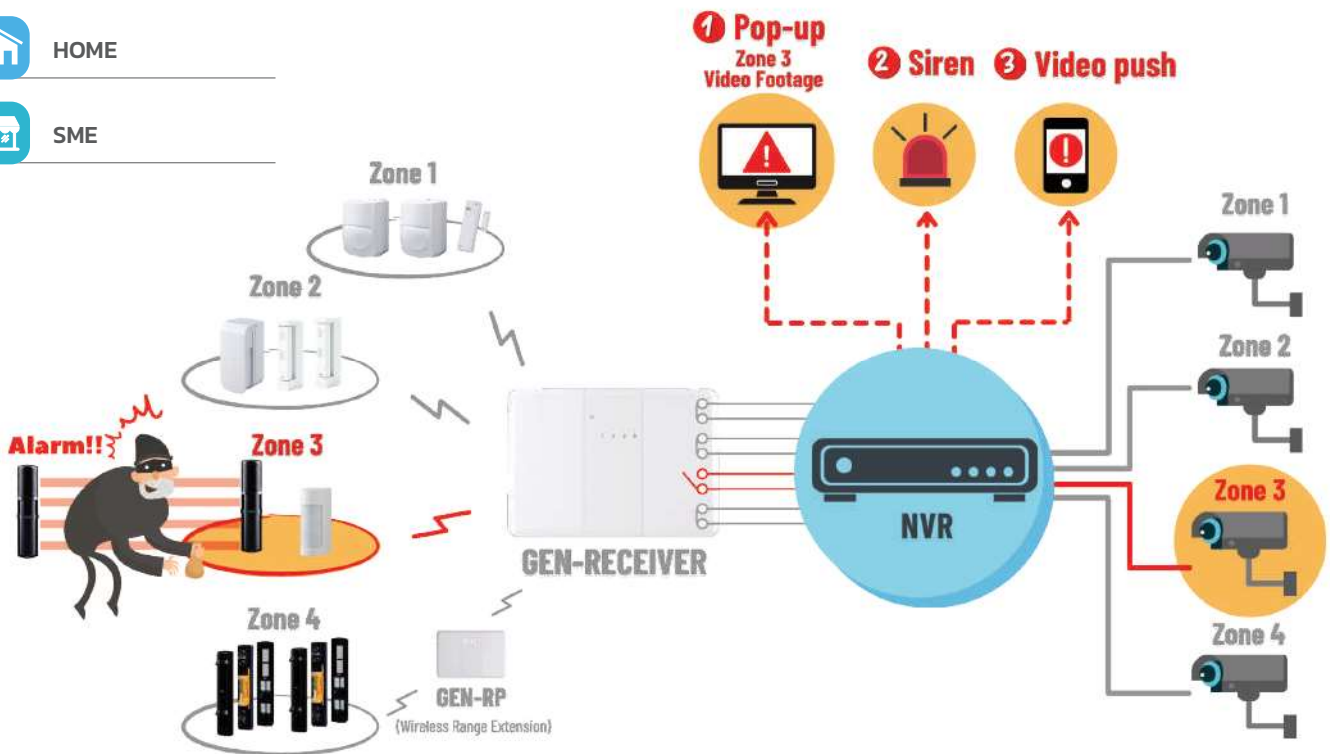 HOME
SME
1 Pop-up
Zone 3
Video Footage
2 Siren
3 Video push
Zone 1
Zone 2
Alarm!!
Zone 3
Zone 4
GEN-RECEIVER
GEN-RP
(Wireless Range Extension)
NVR
Zone 1
Zone 2
Zone 3
Zone 4